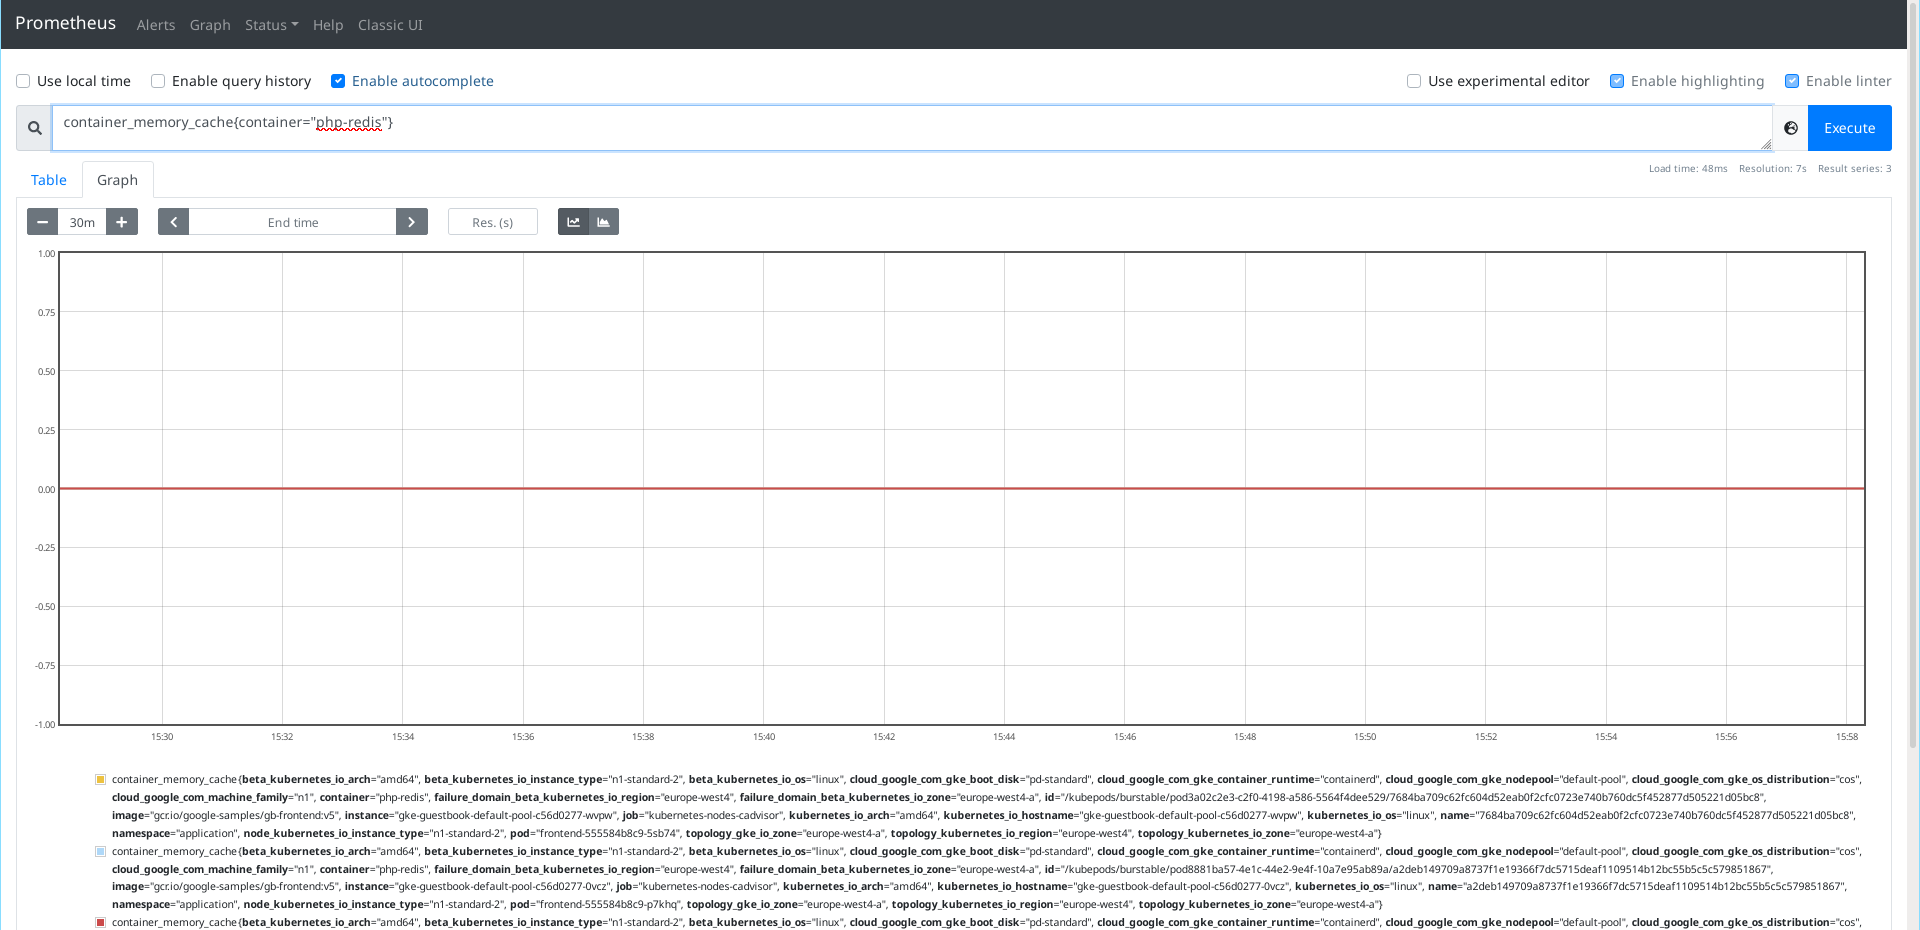 Prometheus Alerts Graph Status Help Classic UI
Use local time Enable query history Enable autocomplete Use experimental editor Enable highlighting Enable linter
container_memory_cache{container="php-redis"} Execute
Load time: 48ms Resolution: 7s Result series: 3
Table Graph
30m End time Res. (s)
1.00
0.75
0.50
0.25
0.00
-0.25
-0.50
-0.75
-1.00
15:30 15:32 15:34 15:36 15:38 15:40 15:42 15:44 15:46 15:48 15:50 15:52 15:54 15:56 15:58
container_memory_cache{beta_kubernetes_io_arch="amd64", beta_kubernetes_io_instance_type="n1-standard-2", beta_kubernetes_io_os="linux", cloud_google_com_gke_boot_disk="pd-standard", cloud_google_com_gke_container_runtime="containerd", cloud_google_com_gke_nodepool="default-pool", cloud_google_com_gke_os_distribution="cos",
cloud_google_com_machine_family="n1", container="php-redis", failure_domain_beta_kubernetes_io_region="europe-west4", failure_domain_beta_kubernetes_io_zone="europe-west4-a", id="/kubepods/burstable/pod3a02c2e3-c2f0-4198-a586-5564f4dee529/7684ba709c62fc604d52eab0f2cfc0723e740b760dc5f452877d505221d05bc8",
image="gcr.io/google-samples/gb-frontend:v5", instance="gke-guestbook-default-pool-c56d0277-wvpw", job="kubernetes-nodes-cadvisor", kubernetes_io_arch="amd64", kubernetes_io_hostname="gke-guestbook-default-pool-c56d0277-wvpw", kubernetes_io_os="linux", name="7684ba709c62fc604d52eab0f2cfc0723e740b760dc5f452877d505221d05bc8",
namespace="application", node_kubernetes_io_instance_type="n1-standard-2", pod="frontend-555584b8c9-5sb74", topology_gke_io_zone="europe-west4-a", topology_kubernetes_io_region="europe-west4", topology_kubernetes_io_zone="europe-west4-a"}
container_memory_cache{beta_kubernetes_io_arch="amd64", beta_kubernetes_io_instance_type="n1-standard-2", beta_kubernetes_io_os="linux", cloud_google_com_gke_boot_disk="pd-standard", cloud_google_com_gke_container_runtime="containerd", cloud_google_com_gke_nodepool="default-pool", cloud_google_com_gke_os_distribution="cos",
cloud_google_com_machine_family="n1", container="php-redis", failure_domain_beta_kubernetes_io_region="europe-west4", failure_domain_beta_kubernetes_io_zone="europe-west4-a", id="/kubepods/burstable/pod8881ba57-4e1c-44e2-9e4f-10a7e95ab89a/a2deb149709a8737f1e19366f7dc5715deaf1109514b12bc55b5c5c579851867",
image="gcr.io/google-samples/gb-frontend:v5", instance="gke-guestbook-default-pool-c56d0277-0vcz", job="kubernetes-nodes-cadvisor", kubernetes_io_arch="amd64", kubernetes_io_hostname="gke-guestbook-default-pool-c56d0277-0vcz", kubernetes_io_os="linux", name="a2deb149709a8737f1e19366f7dc5715deaf1109514b12bc55b5c5c579851867",
namespace="application", node_kubernetes_io_instance_type="n1-standard-2", pod="frontend-555584b8c9-p7khq", topology_gke_io_zone="europe-west4-a", topology_kubernetes_io_region="europe-west4", topology_kubernetes_io_zone="europe-west4-a"}
container_memory_cache{beta_kubernetes_io_arch="amd64", beta_kubernetes_io_instance_type="n1-standard-2", beta_kubernetes_io_os="linux", cloud_google_com_gke_boot_disk="pd-standard", cloud_google_com_gke_container_runtime="containerd", cloud_google_com_gke_nodepool="default-pool", cloud_google_com_gke_os_distribution="cos",